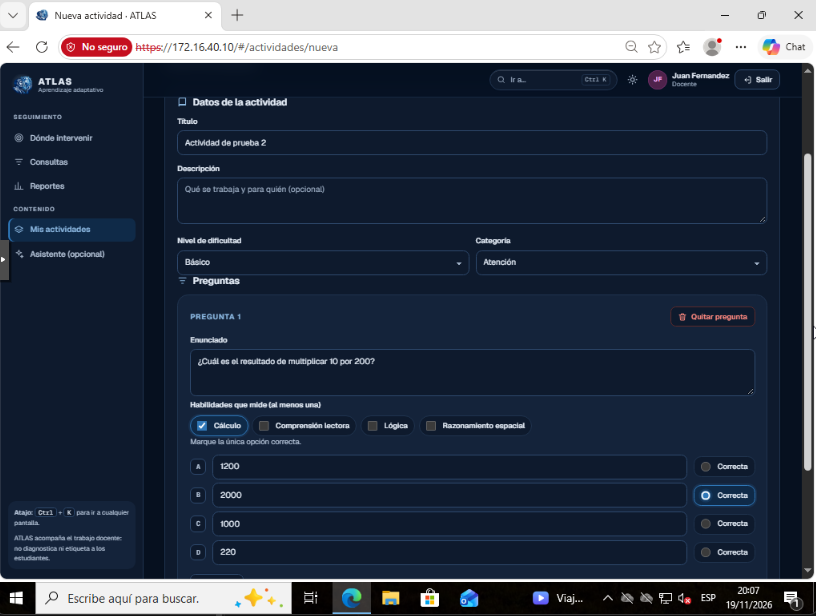 Nueva actividad · ATLAS
No seguro https://172.16.40.10/#/actividades/nueva
Chat
ATLAS
Aprendizaje adaptativo
Ir a...
Ctrl K
JF
Juan Fernandez
Docente
Salir
SEGUIMIENTO
Dónde intervenir
Consultas
Reportes
CONTENIDO
Mis actividades
Asistente (opcional)
Atajo: Ctrl + K para ir a cualquier
pantalla.
ATLAS acompaña el trabajo docente:
no diagnostica ni etiqueta a los
estudiantes.
Datos de la actividad
Título
Actividad de prueba 2
Descripción
Qué se trabaja y para quién (opcional)
Nivel de dificultad
Categoría
Básico
Atención
Preguntas
PREGUNTA 1
Quitar pregunta
Enunciado
¿Cuál es el resultado de multiplicar 10 por 200?
Habilidades que mide (al menos una)
Cálculo
Comprensión lectora
Lógica
Razonamiento espacial
Marque la única opción correcta.
A 1200 Correcta
B 2000 Correcta
C 1000 Correcta
D 220 Correcta
Escribe aquí para buscar.
Viaj...
ESP
20:07
19/11/2026
1